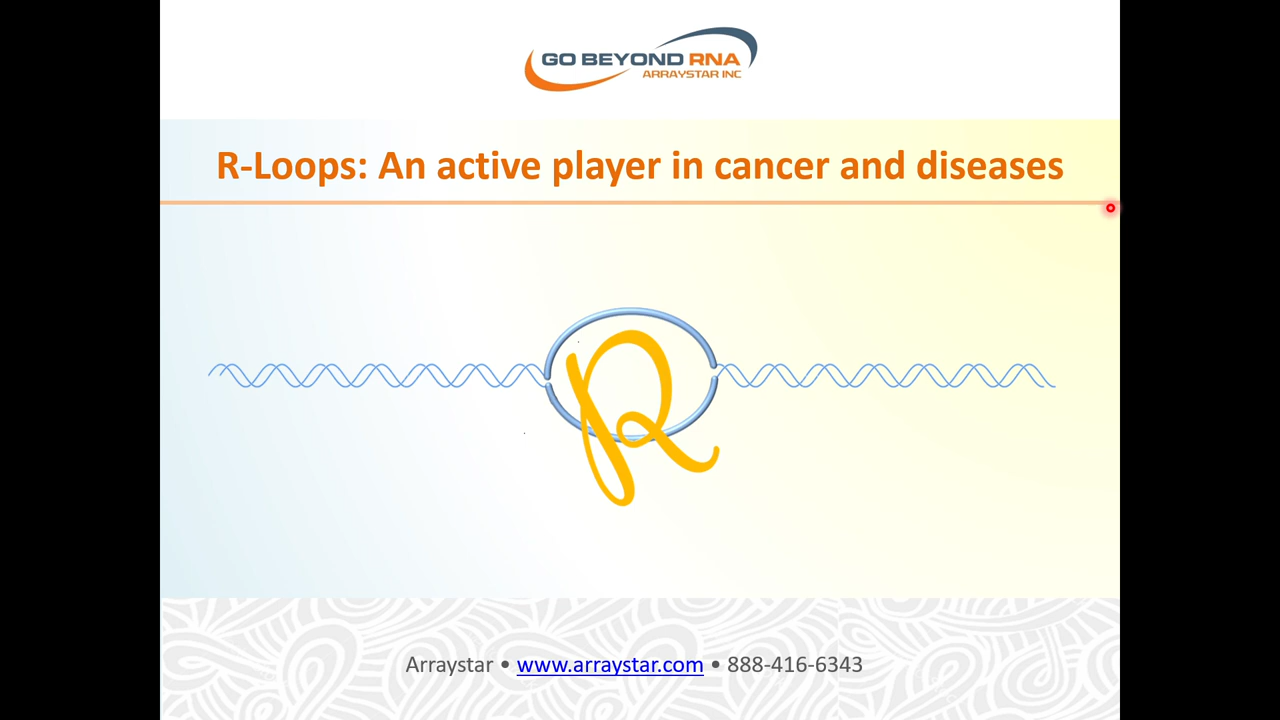 GO BEYOND RNA
ARRAYSTAR INC
R-Loops: An active player in cancer and diseases
R
Arraystar • www.arraystar.com • 888-416-6343